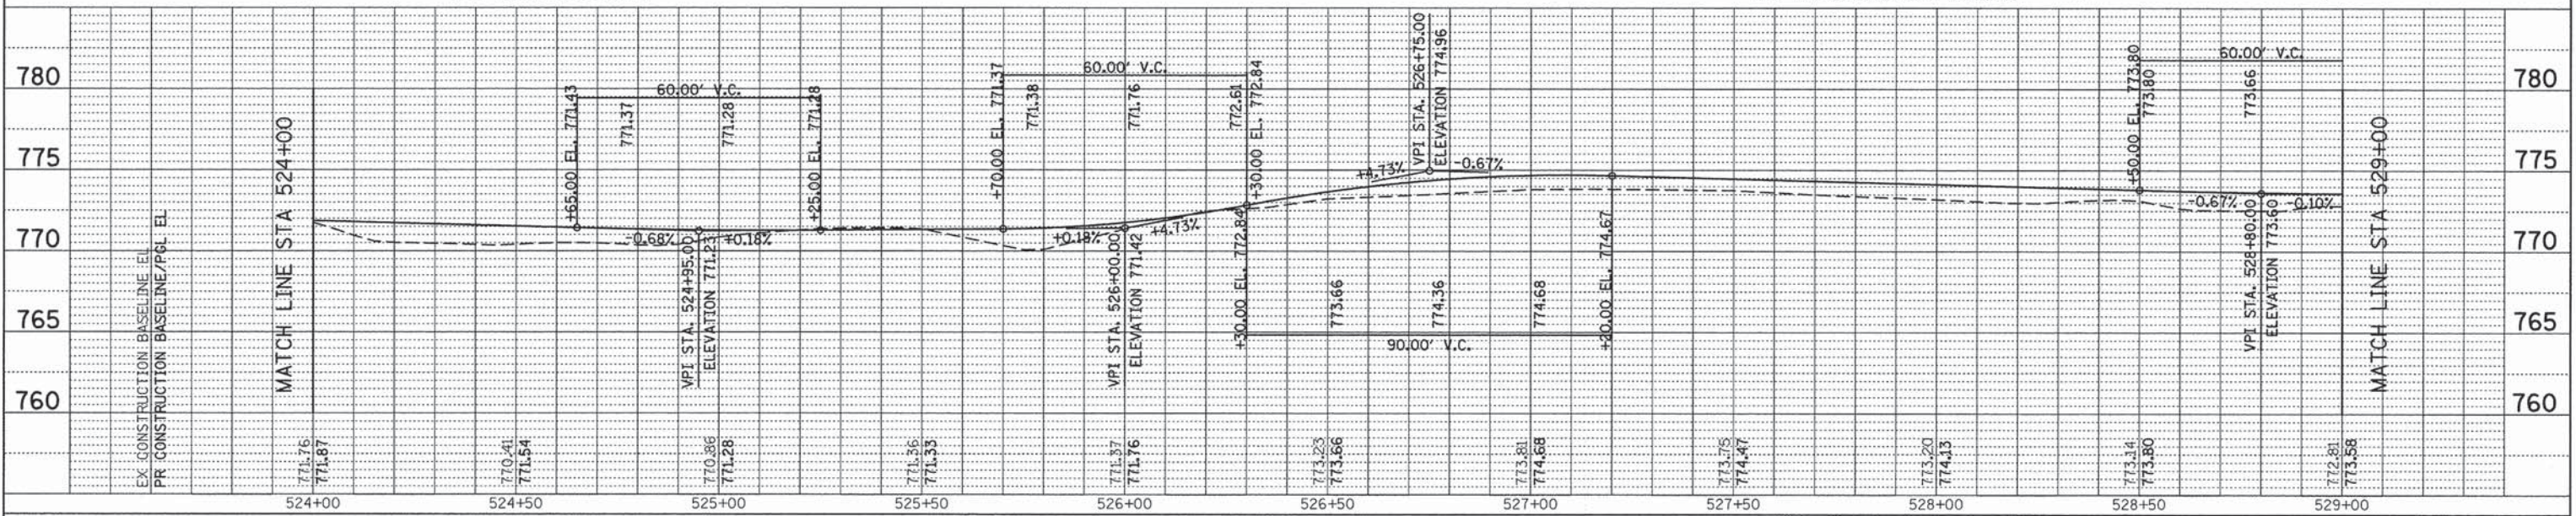 780
775
770
765
760
EX CONSTRUCTION BASELINE EL
PR CONSTRUCTION BASELINE/PGL EL
MATCH LINE STA 524+00
60.00' V.C.
+65.00 EL. 771.43
771.37
771.28
+25.00 EL. 771.28
-0.68%
+0.18%
VPI STA. 524+95.00
ELEVATION 771.23
60.00' V.C.
+70.00 EL. 771.37
771.38
771.76
772.61
+30.00 EL. 772.84
+0.18%
+4.73%
VPI STA. 526+00.00
ELEVATION 771.42
VPI STA. 526+75.00
ELEVATION 774.96
+4.73%
-0.67%
+30.00 EL. 772.84
773.66
774.36
774.68
+20.00 EL. 774.67
90.00' V.C.
60.00' V.C.
+50.00 EL. 773.80
773.80
773.66
-0.67%
-0.10%
VPI STA. 528+80.00
ELEVATION 773.60
MATCH LINE STA 529+00
780
775
770
765
760
771.76
771.87
770.41
771.54
770.86
771.28
771.36
771.33
771.37
771.76
773.23
773.66
773.81
774.68
773.75
774.47
773.20
774.13
773.14
773.80
772.81
773.58
524+00
524+50
525+00
525+50
526+00
526+50
527+00
527+50
528+00
528+50
529+00